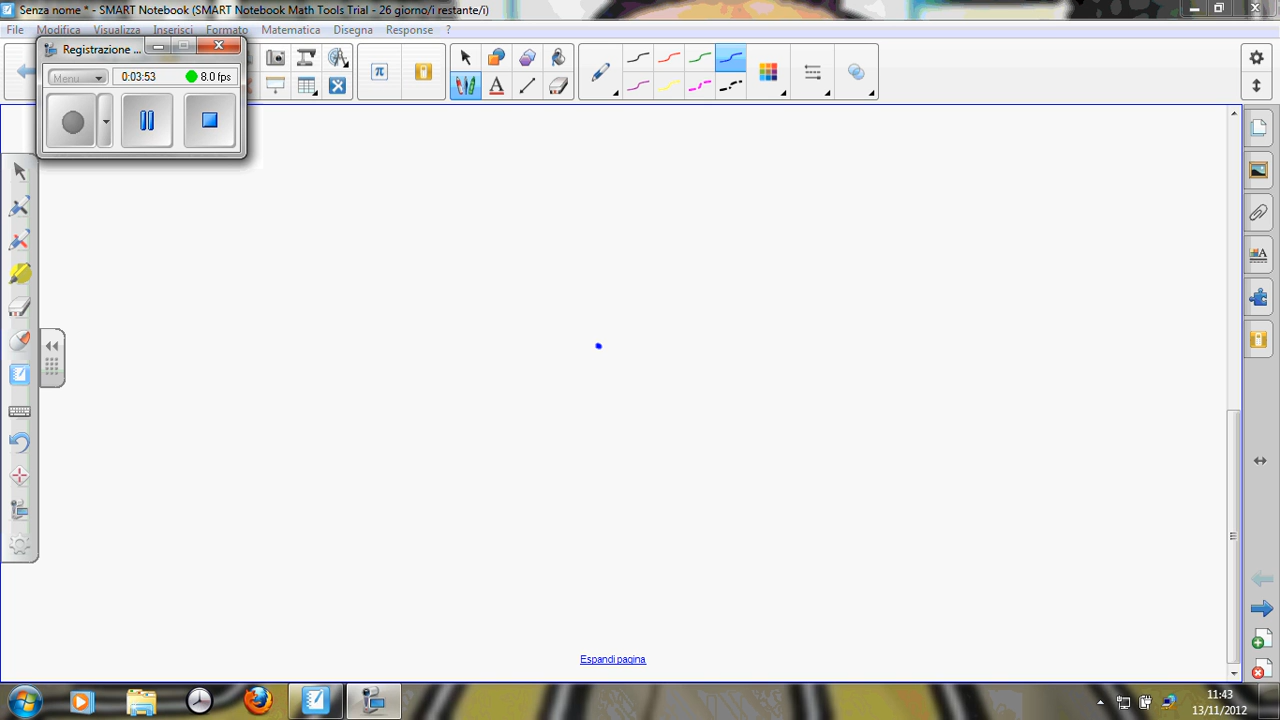 Senza nome * - SMART Notebook (SMART Notebook Math Tools Trial - 26 giorno/i restante/i)
File Modifica Visualizza Inserisci Formato Matematica Disegna Response ?
Registrazione ...
Menu 0:03:53 8.0 fps
Espandi pagina
11:43
13/11/2012